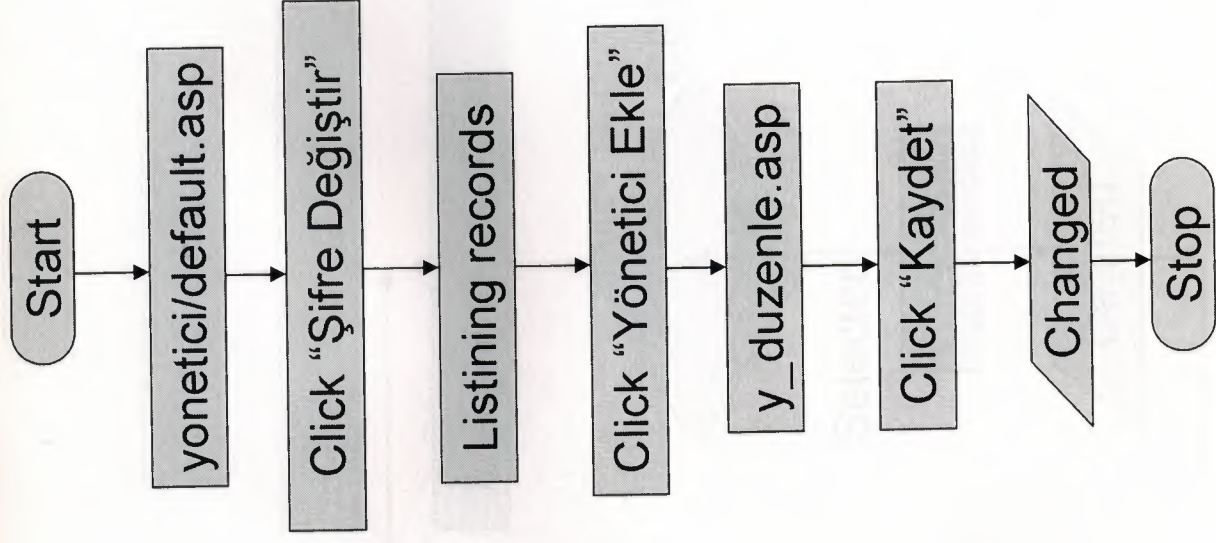 Start
yonetici/default.asp
Click “Şifre Değiştir”
Listining records
Click “Yönetici Ekle”
y_duzenle.asp
Click “Kaydet”
Changed
Stop